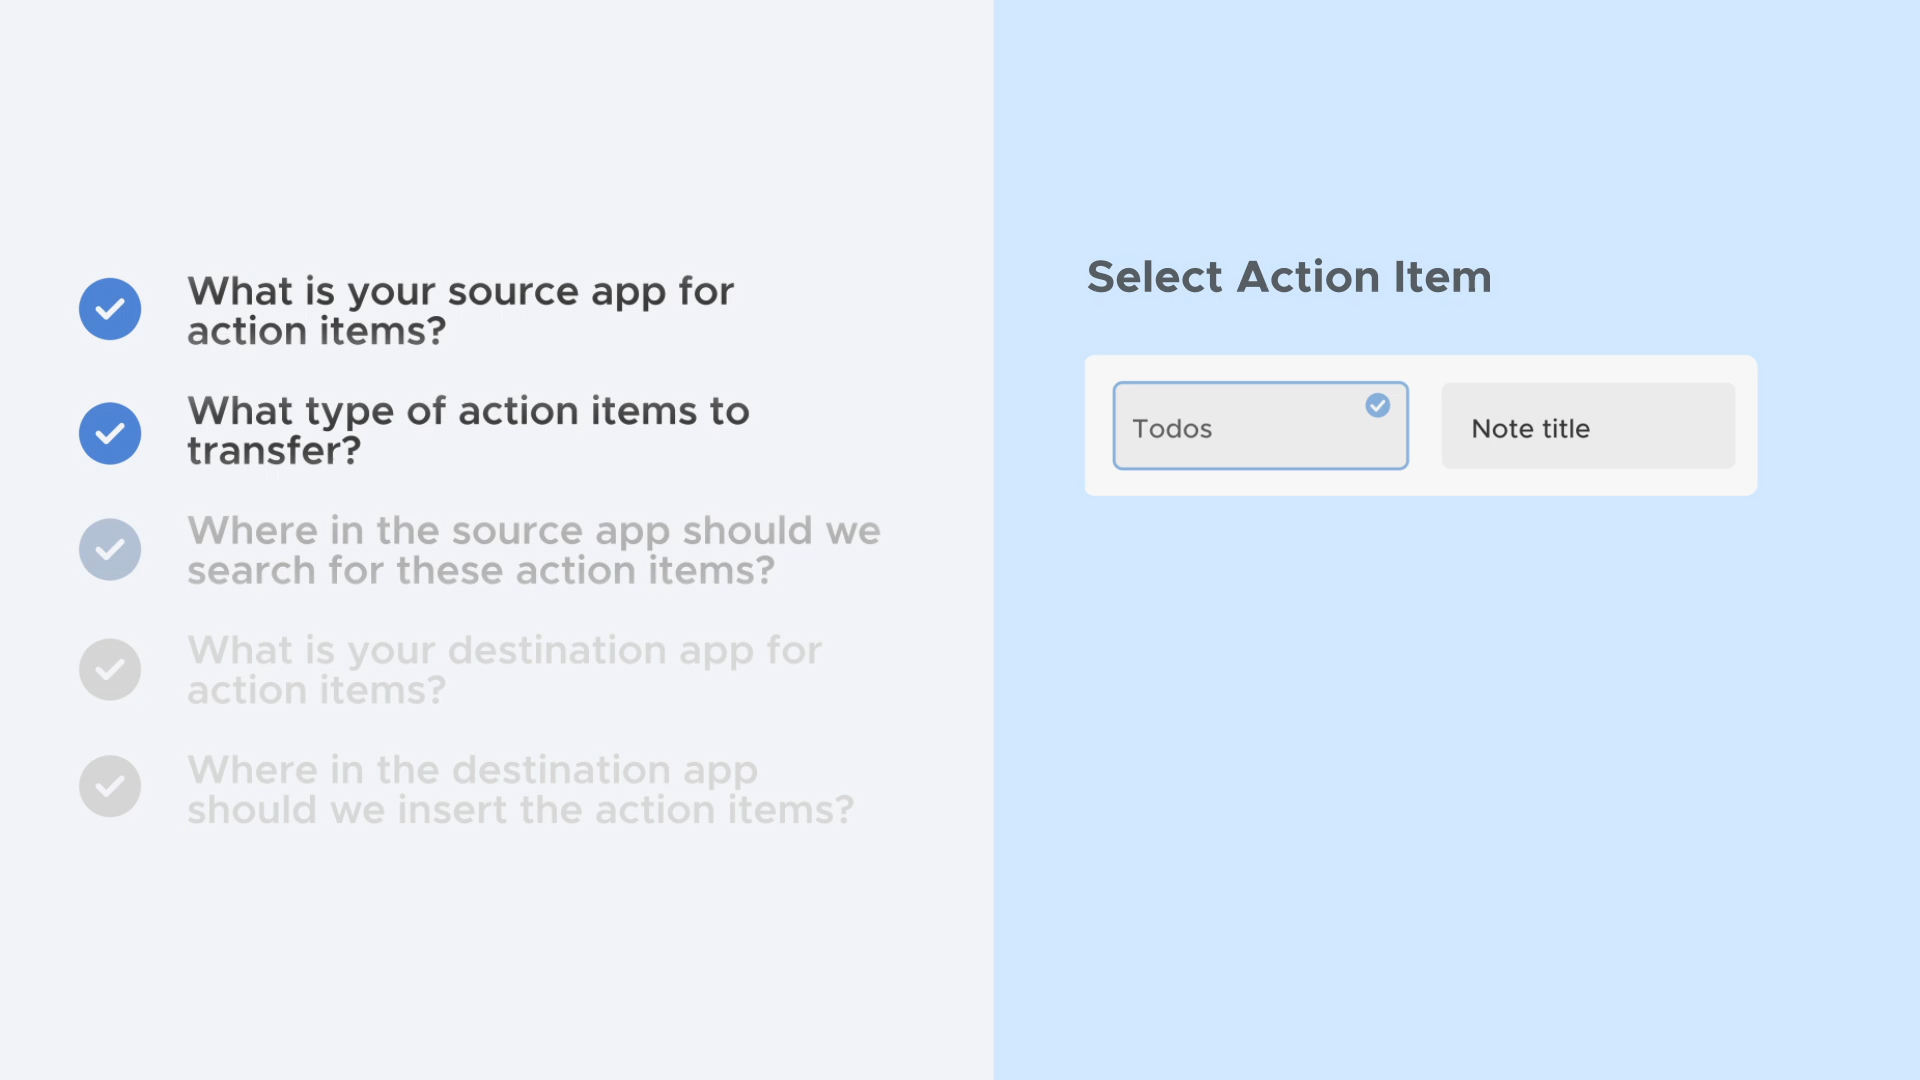 What is your source app for
action items?
What type of action items to
transfer?
Where in the source app should we
search for these action items?
What is your destination app for
action items?
Where in the destination app
should we insert the action items?
Select Action Item
Todos
Note title